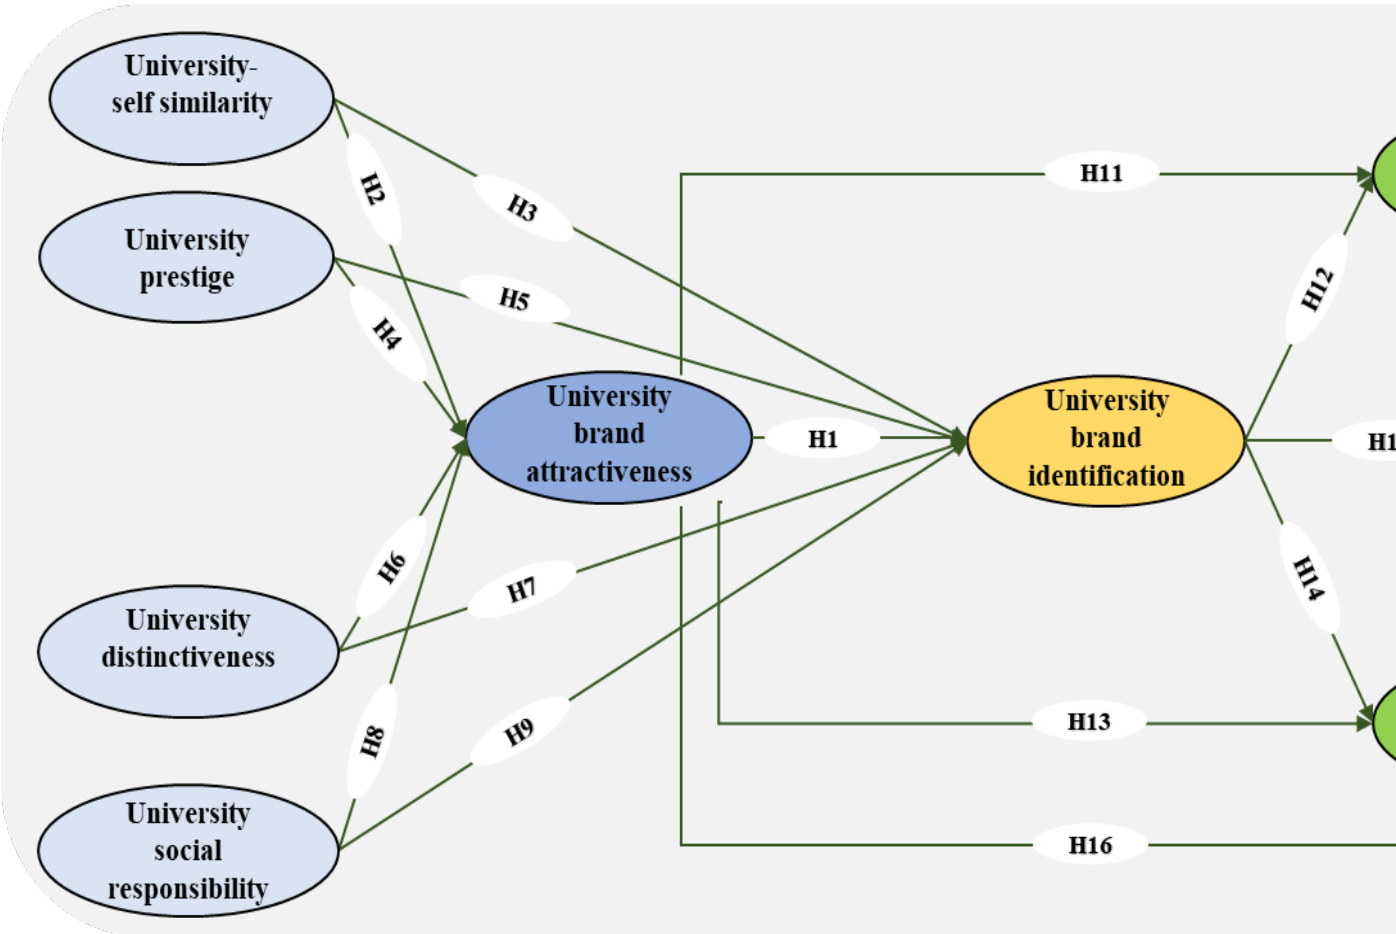 University-
self similarity
H2
H3
H11
University
prestige
H5
H4
H12
University
brand
attractiveness
H1
University
brand
identification
H1
H6
H7
H14
University
distinctiveness
H8
H9
H13
University
social
responsibility
H16